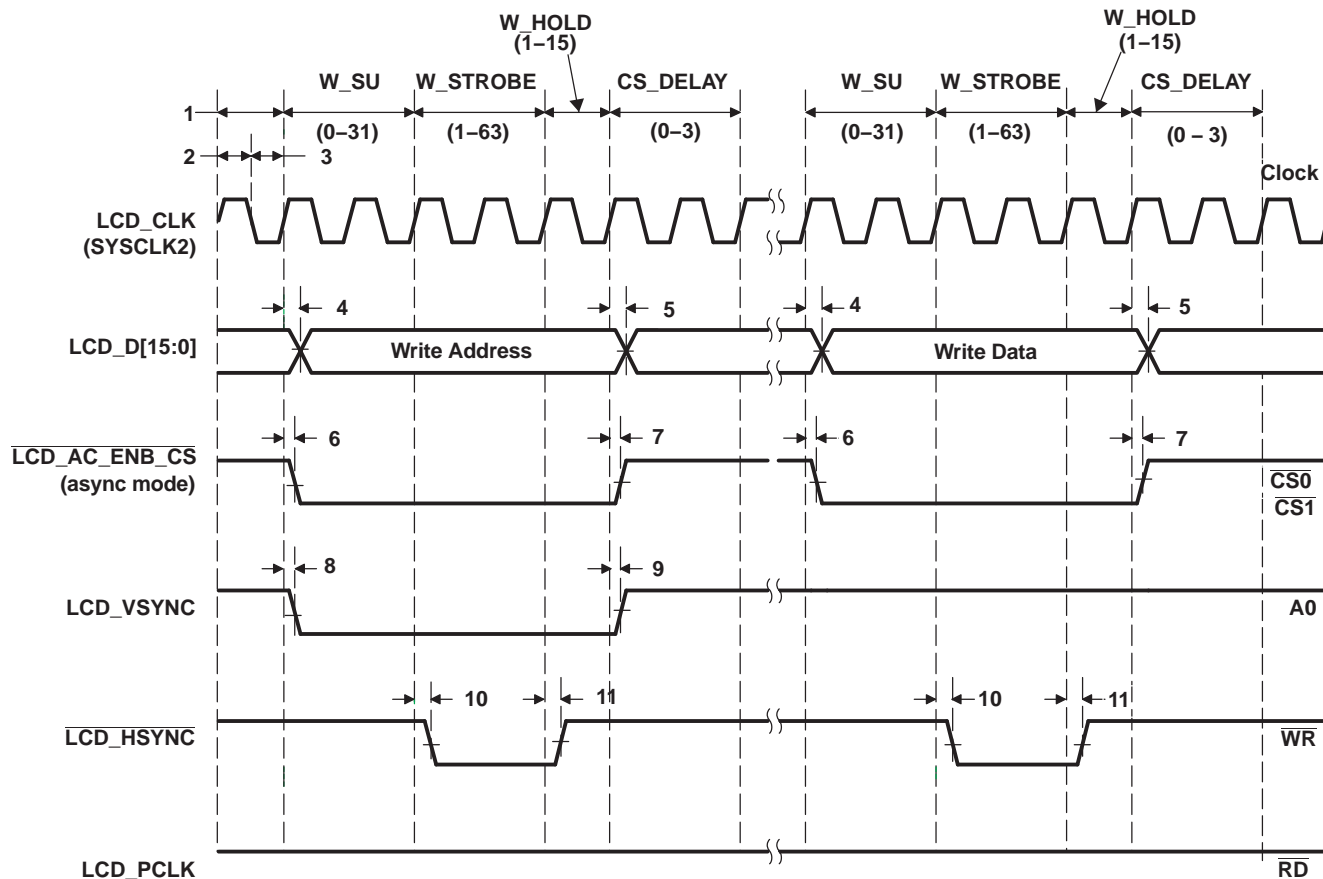 W_HOLD
(1–15)
W_HOLD
(1–15)
W_SU
W_STROBE
CS_DELAY
W_SU
W_STROBE
CS_DELAY
1
(0–31)
(1–63)
(0–3)
(0–31)
(1–63)
(0 – 3)
2
3
Clock
LCD_CLK
(SYSCLK2)
4
5
4
5
LCD_D[15:0]
Write Address
Write Data
6
7
6
7
LCD_AC_ENB_CS
(async mode)
CS0
CS1
8
9
LCD_VSYNC
A0
10
11
10
11
LCD_HSYNC
WR
LCD_PCLK
RD